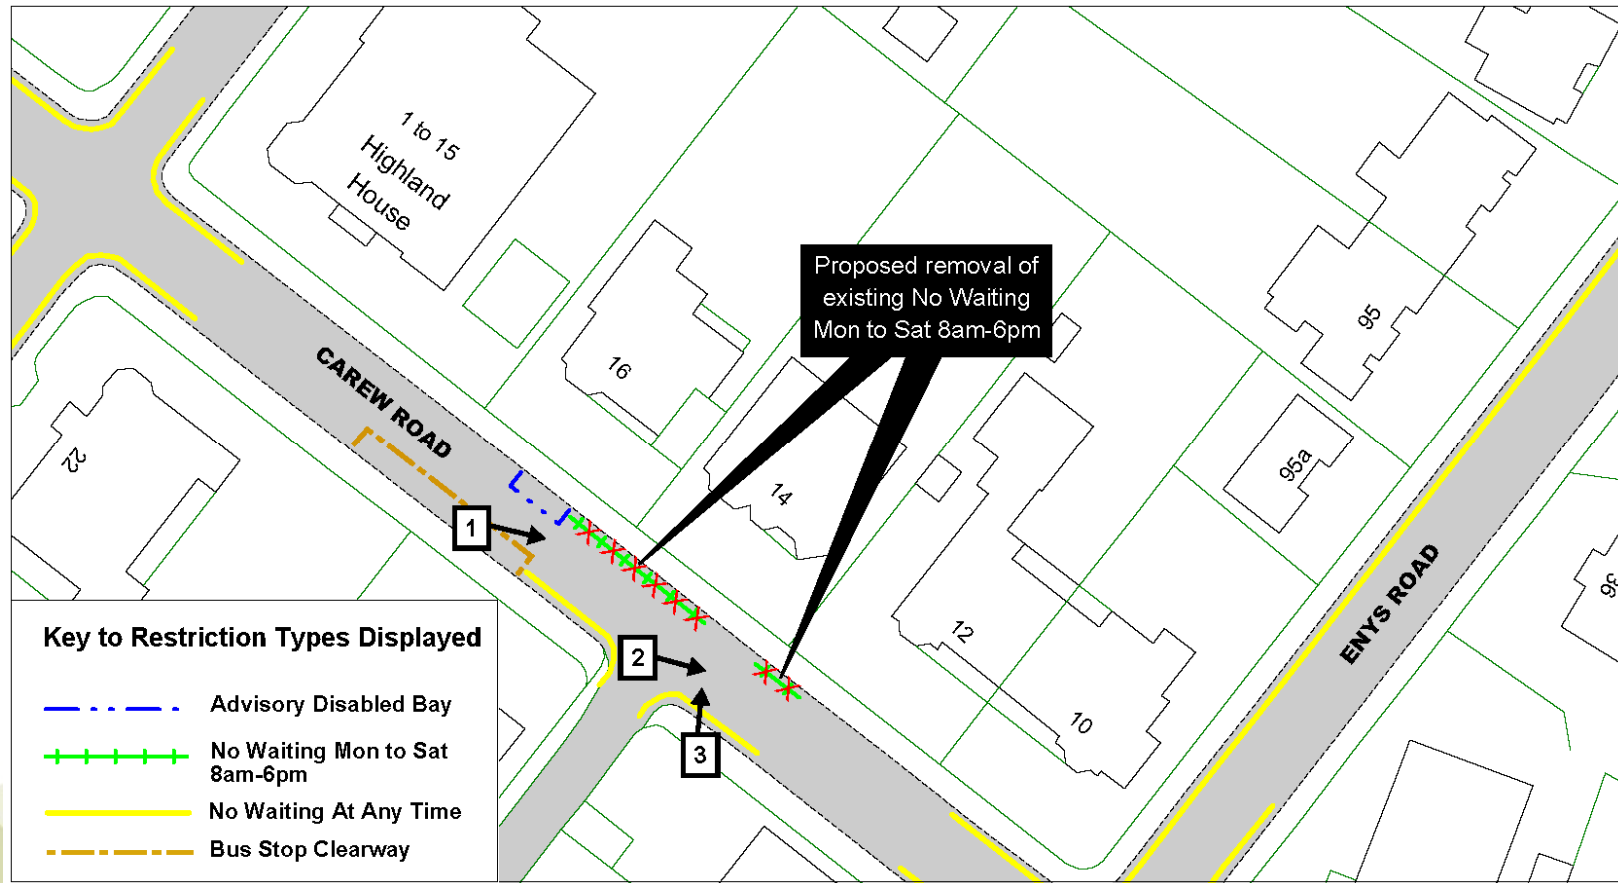 1 to 15
Highland
House
Proposed removal of
existing No Waiting
Mon to Sat 8am-6pm
95
16
CAREW ROAD
22
14
95a
1
ENYS ROAD
36
12
2
10
3
Key to Restriction Types Displayed
Advisory Disabled Bay
No Waiting Mon to Sat
8am-6pm
No Waiting At Any Time
Bus Stop Clearway